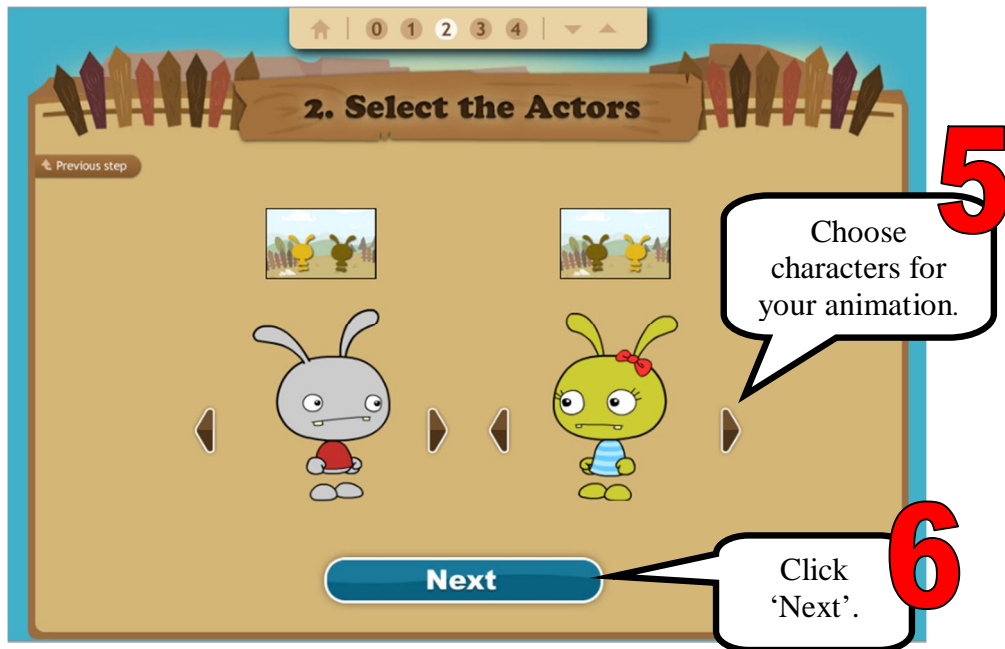 0 1 2 3 4
2. Select the Actors
Previous step
5
Choose
characters for
your animation.
Next
6
Click
‘Next’.